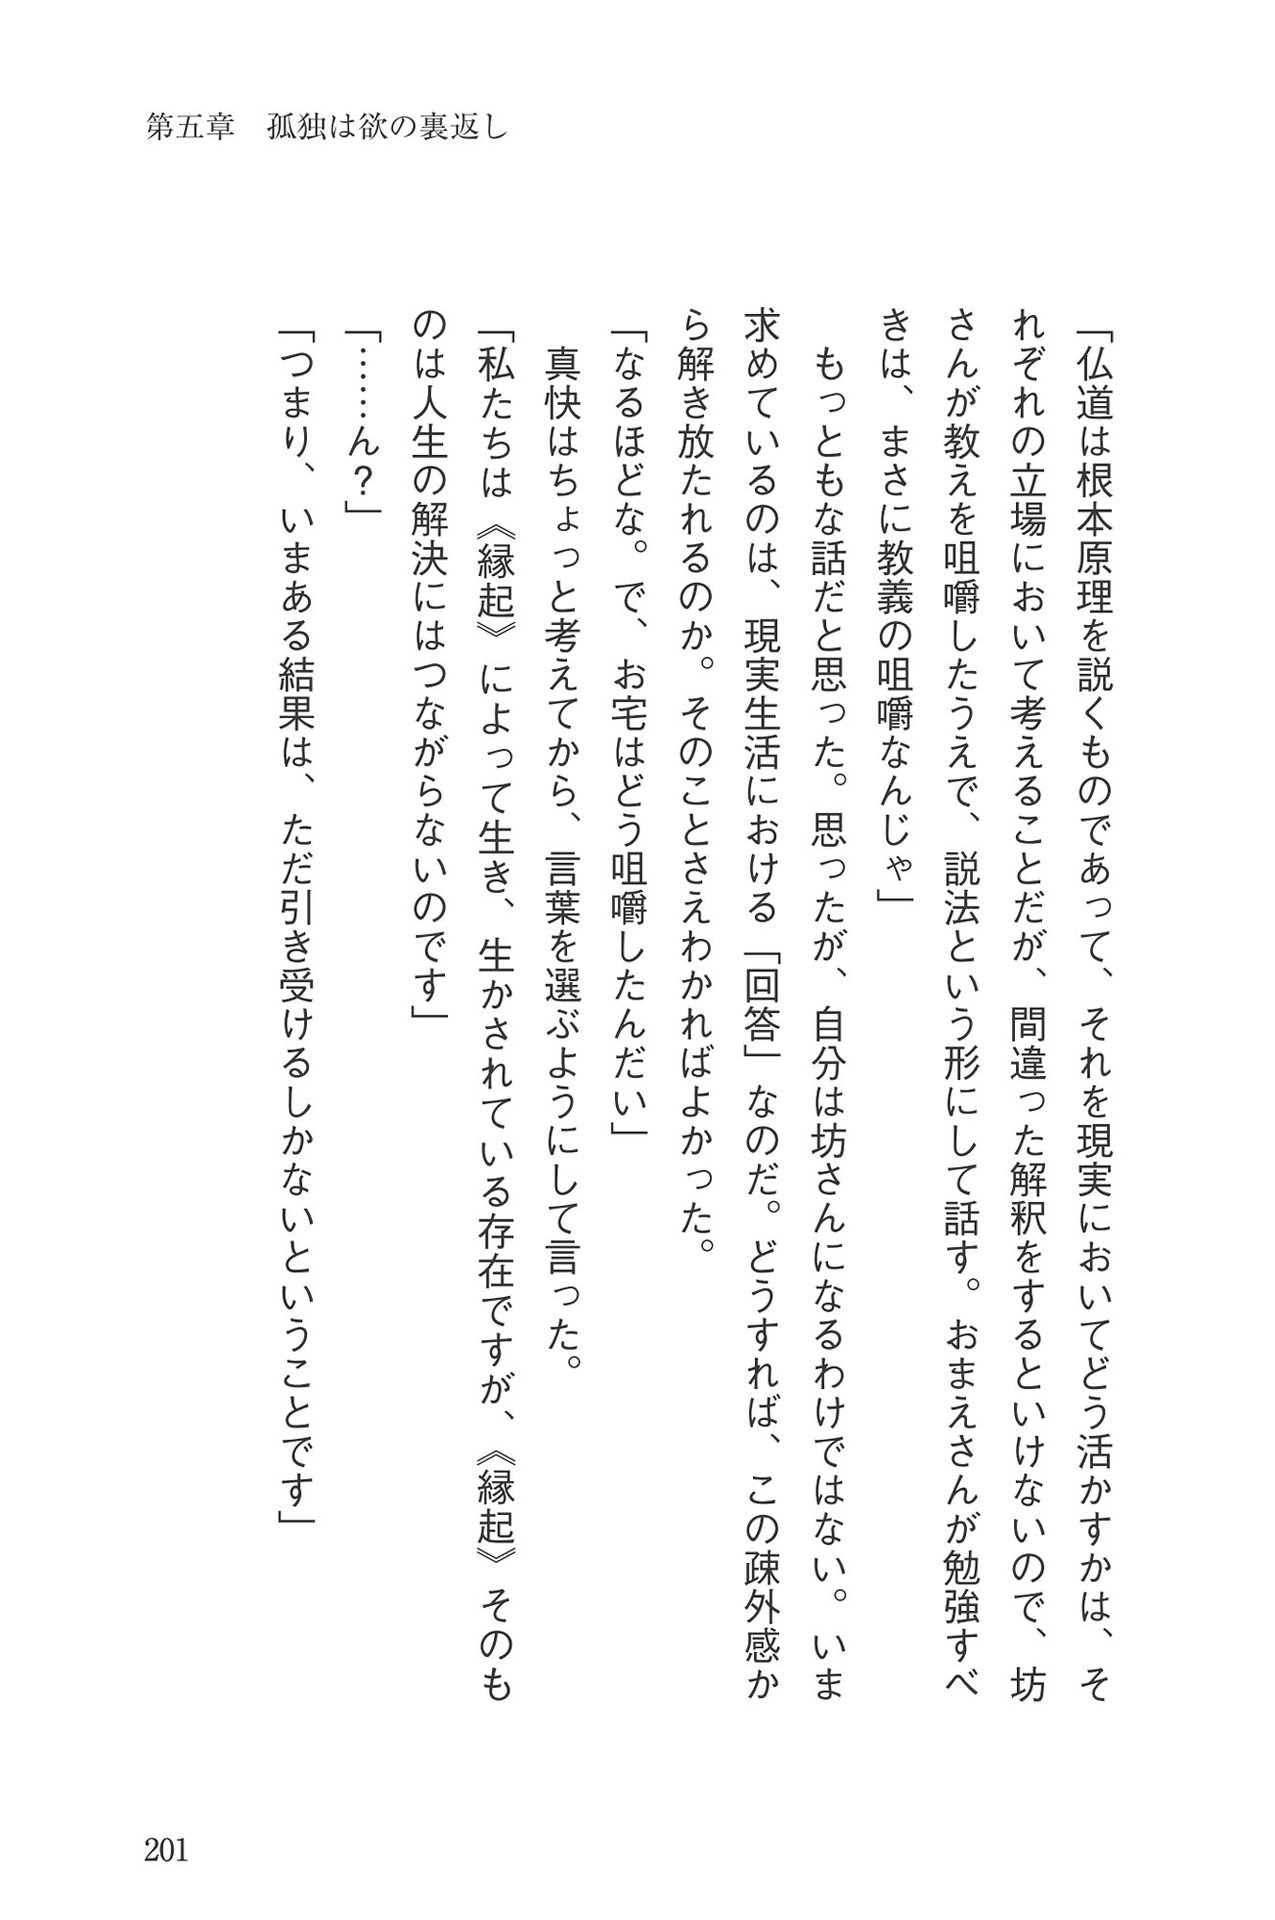 第五章　孤独は欲の裏返し
「仏道は根本原理を説くものであって、それを現実においてどう活かすかは、そ
れぞれの立場において考えることだが、間違った解釈をするといけないので、坊
さんが教えを咀嚼したうえで、説法という形にして話す。おまえさんが勉強すべ
きは、まさに教義の咀嚼なんじゃ」
　もっともな話だと思った。思ったが、自分は坊さんになるわけではない。いま
求めているのは、現実生活における「回答」なのだ。どうすれば、この疎外感か
ら解き放たれるのか。そのことさえわかればよかった。
「なるほどな。で、お宅はどう咀嚼したんだい」
　真快はちょっと考えてから、言葉を選ぶようにして言った。
「私たちは《縁起》によって生き、生かされている存在ですが、《縁起》そのも
のは人生の解決にはつながらないのです」
「……ん？」
「つまり、いまある結果は、ただ引き受けるしかないということです」
201